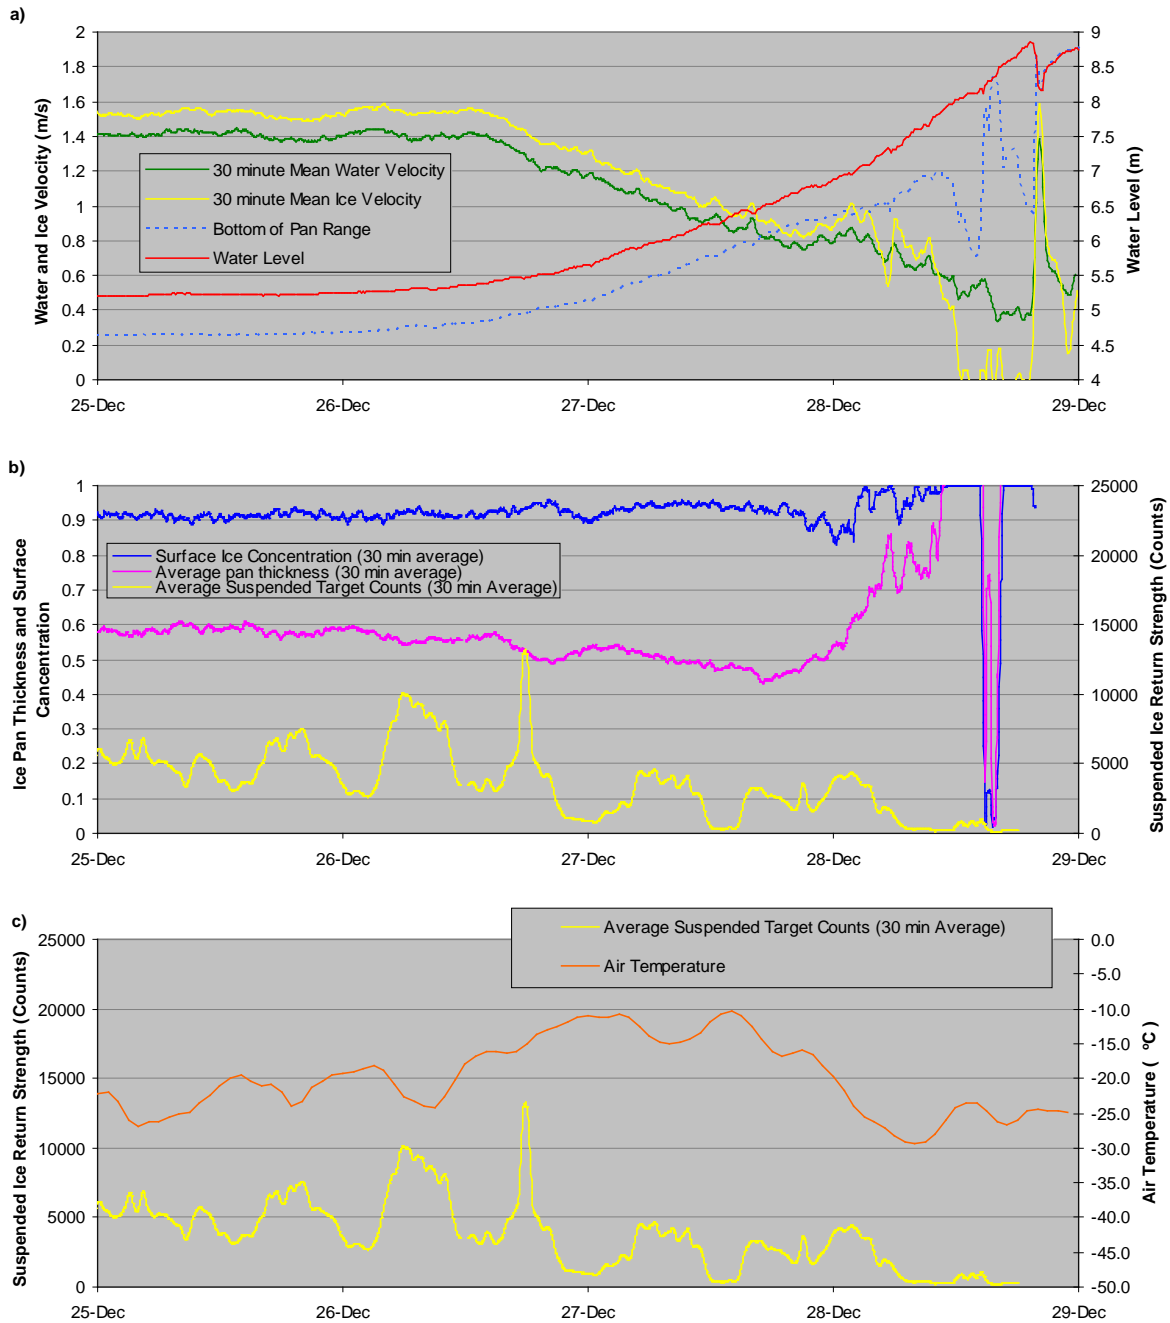 a)
Water and Ice Velocity (m/s)
2
1.8
1.6
1.4
1.2
1
0.8
0.6
0.4
0.2
0
30 minute Mean Water Velocity
30 minute Mean Ice Velocity
Bottom of Pan Range
Water Level
9
8.5
8
7.5
7
6.5
6
5.5
5
4.5
4
Water Level (m)
25-Dec 26-Dec 27-Dec 28-Dec 29-Dec
b)
Ice Pan Thickness and Surface
Cancentration
1
0.9
0.8
0.7
0.6
0.5
0.4
0.3
0.2
0.1
0
Surface Ice Concentration (30 min average)
Average pan thickness (30 min average)
Average Suspended Target Counts (30 min Average)
25000
20000
15000
10000
5000
0
Suspended Ice Return Strength (Counts)
25-Dec 26-Dec 27-Dec 28-Dec 29-Dec
c)
Suspended Ice Return Strength (Counts)
25000
20000
15000
10000
5000
0
Average Suspended Target Counts (30 min Average)
Air Temperature
0.0
-5.0
-10.0
-15.0
-20.0
-25.0
-30.0
-35.0
-40.0
-45.0
-50.0
Air Temperature ( ºC)
25-Dec 26-Dec 27-Dec 28-Dec 29-Dec